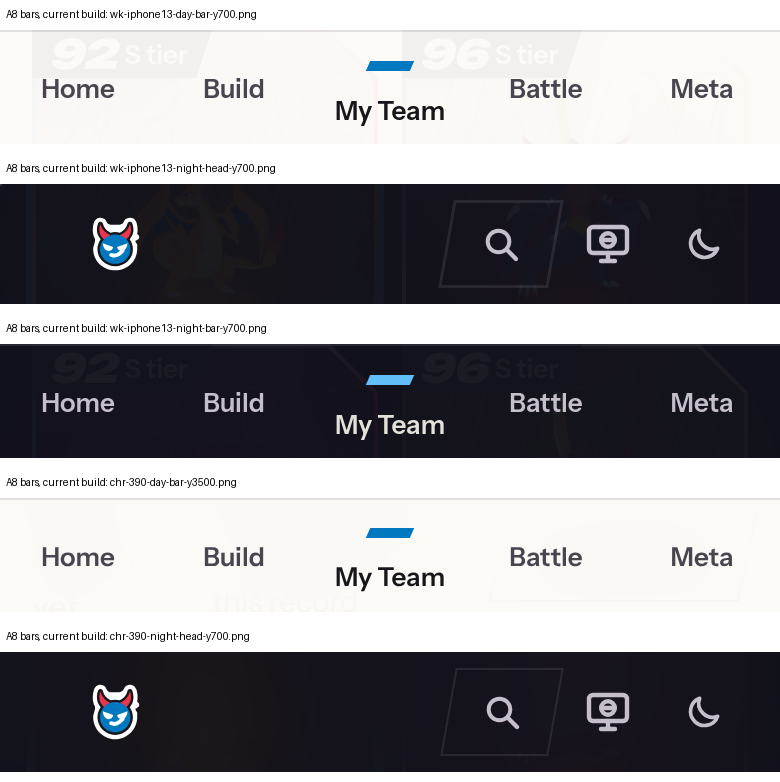 A8 bars, current build: wk-iphone13-day-bar-y700.png
92 S tier 96 S tier
Home Build My Team Battle Meta
A8 bars, current build: wk-iphone13-night-head-y700.png
A8 bars, current build: wk-iphone13-night-bar-y700.png
92 S tier 96 S tier
Home Build My Team Battle Meta
A8 bars, current build: chr-390-day-bar-y3500.png
Home Build My Team Battle Meta
ver this record
A8 bars, current build: chr-390-night-head-y700.png